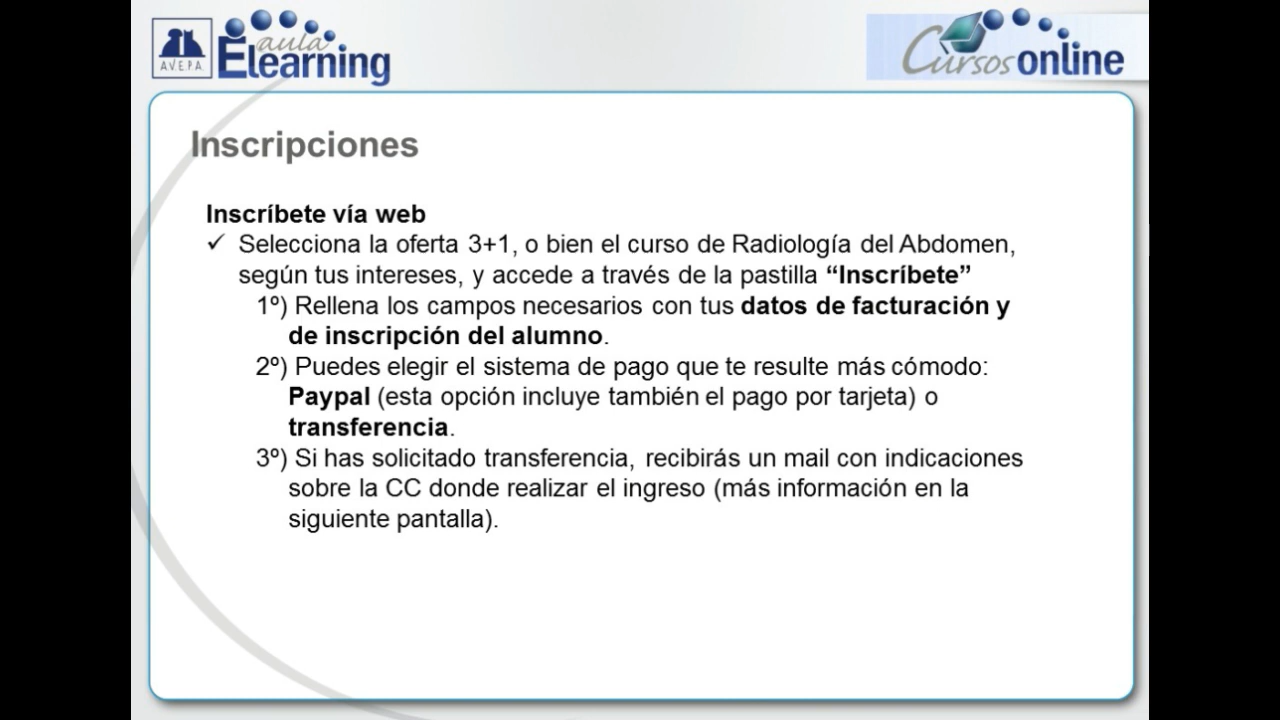 A.V.E.P.A.
aula
Elearning
Cursos online
Inscripciones
Inscríbete vía web
✓ Selecciona la oferta 3+1, o bien el curso de Radiología del Abdomen,
según tus intereses, y accede a través de la pastilla “Inscríbete”
1º) Rellena los campos necesarios con tus datos de facturación y
de inscripción del alumno.
2º) Puedes elegir el sistema de pago que te resulte más cómodo:
Paypal (esta opción incluye también el pago por tarjeta) o
transferencia.
3º) Si has solicitado transferencia, recibirás un mail con indicaciones
sobre la CC donde realizar el ingreso (más información en la
siguiente pantalla).